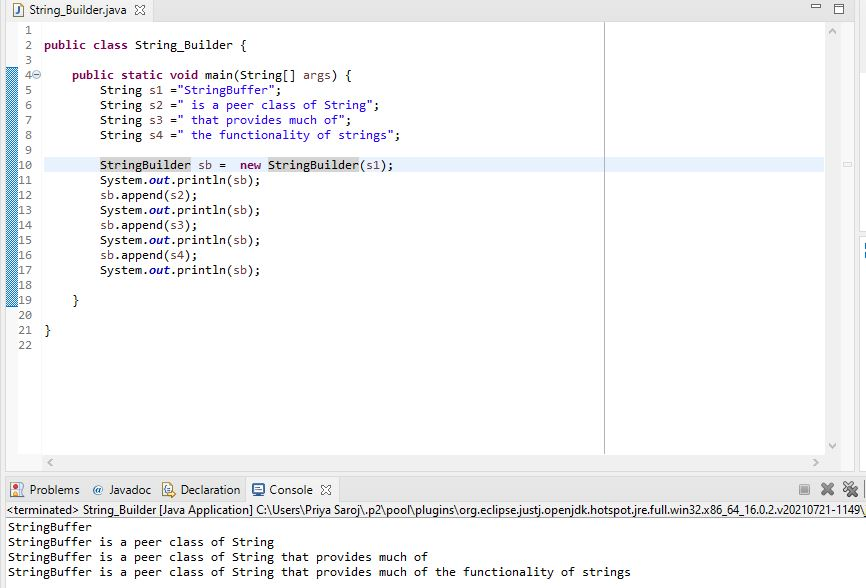 String_Builder.java
1
2 public class String_Builder {
3
4 public static void main(String[] args) {
5 String s1 ="StringBuffer";
6 String s2 =" is a peer class of String";
7 String s3 =" that provides much of";
8 String s4 =" the functionality of strings";
9
10 StringBuilder sb =  new StringBuilder(s1);
11 System.out.println(sb);
12 sb.append(s2);
13 System.out.println(sb);
14 sb.append(s3);
15 System.out.println(sb);
16 sb.append(s4);
17 System.out.println(sb);
18
19 }
20
21 }
22
Problems @ Javadoc Declaration Console
<terminated> String_Builder [Java Application] C:\Users\Priya Saroj\.p2\pool\plugins\org.eclipse.justj.openjdk.hotspot.jre.full.win32.x86_64_16.0.2.v20210721-1149\
StringBuffer
StringBuffer is a peer class of String
StringBuffer is a peer class of String that provides much of
StringBuffer is a peer class of String that provides much of the functionality of strings